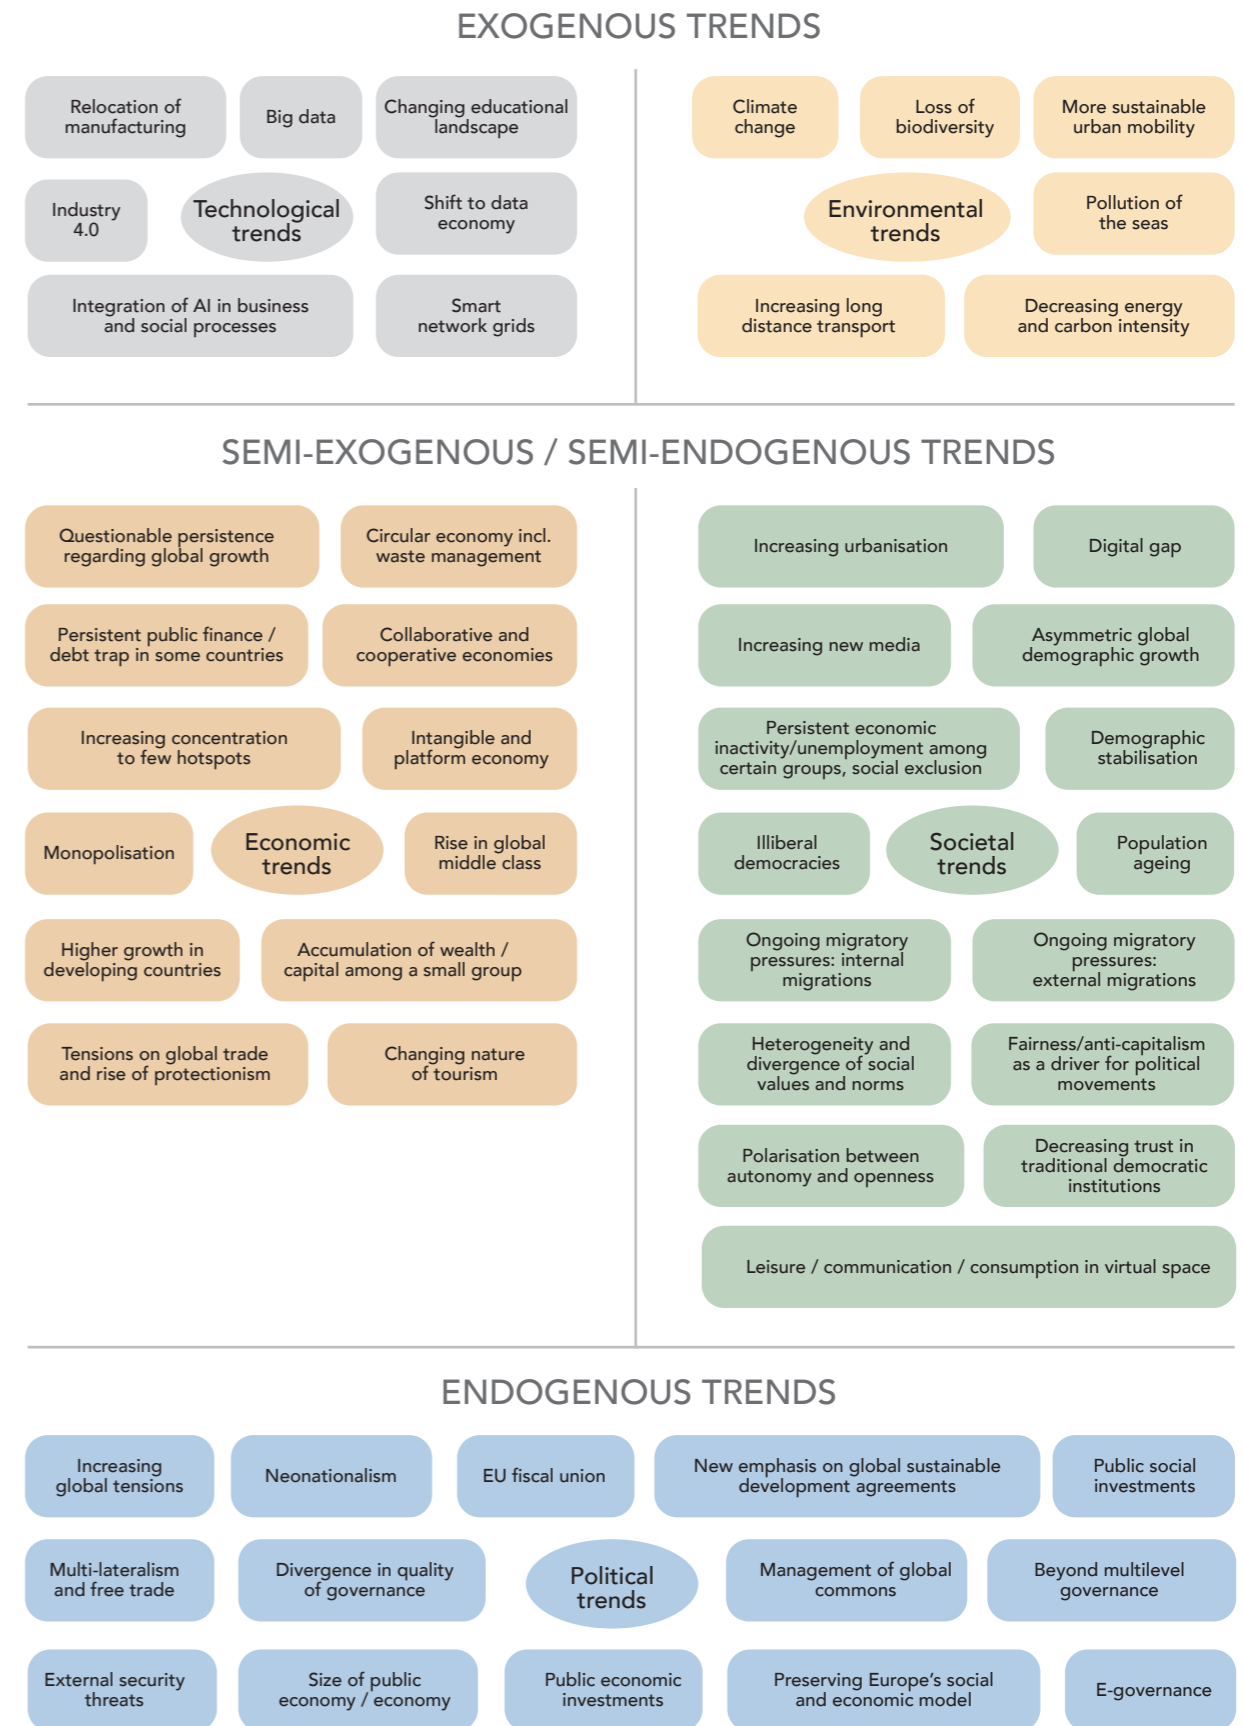 EXOGENOUS TRENDS
Relocation of
manufacturing
Big data
Changing educational
landscape
Industry
4.0
Technological
trends
Shift to data
economy
Integration of AI in business
and social processes
Smart
network grids
Climate
change
Loss of
biodiversity
More sustainable
urban mobility
Environmental
trends
Pollution of
the seas
Increasing long
distance transport
Decreasing energy
and carbon intensity
SEMI-EXOGENOUS / SEMI-ENDOGENOUS TRENDS
Questionable persistence
regarding global growth
Circular economy incl.
waste management
Persistent public finance /
debt trap in some countries
Collaborative and
cooperative economies
Increasing concentration
to few hotspots
Intangible and
platform economy
Monopolisation
Economic
trends
Rise in global
middle class
Higher growth in
developing countries
Accumulation of wealth /
capital among a small group
Tensions on global trade
and rise of protectionism
Changing nature
of tourism
Increasing urbanisation
Digital gap
Increasing new media
Asymmetric global
demographic growth
Persistent economic
inactivity/unemployment among
certain groups, social exclusion
Demographic
stabilisation
Illiberal
democracies
Societal
trends
Population
ageing
Ongoing migratory
pressures: internal
migrations
Ongoing migratory
pressures:
external migrations
Heterogeneity and
divergence of social
values and norms
Fairness/anti-capitalism
as a driver for political
movements
Polarisation between
autonomy and openness
Decreasing trust in
traditional democratic
institutions
Leisure / communication / consumption in virtual space
ENDOGENOUS TRENDS
Increasing
global tensions
Neonationalism
EU fiscal union
New emphasis on global sustainable
development agreements
Public social
investments
Multi-lateralism
and free trade
Divergence in quality
of governance
Political
trends
Management of global
commons
Beyond multilevel
governance
External security
threats
Size of public
economy / economy
Public economic
investments
Preserving Europe's social
and economic model
E-governance